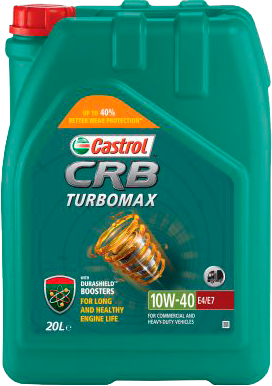 UP TO 40%
BETTER WEAR PROTECTION*
Castrol
CRB
TURBOMAX
WITH
DURASHIELD™
BOOSTERS
FOR LONG
AND HEALTHY
ENGINE LIFE
20L℮
10W-40 E4/E7
FOR COMMERCIAL AND
HEAVY-DUTY VEHICLES